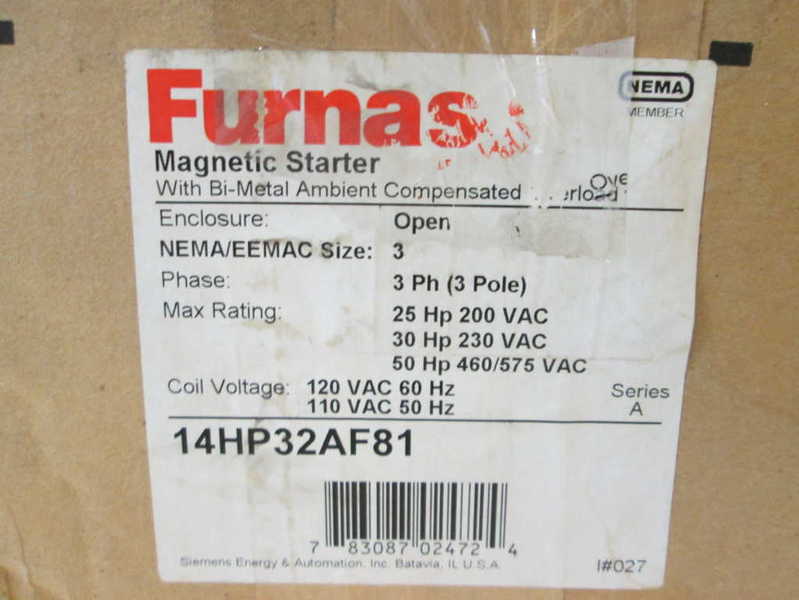 Furnas
NEMA
MEMBER
Magnetic Starter
With Bi-Metal Ambient Compensated
Enclosure: Open
NEMA/EEMAC Size: 3
Phase: 3 Ph (3 Pole)
Max Rating: 25 Hp 200 VAC
30 Hp 230 VAC
50 Hp 460/575 VAC
Coil Voltage: 120 VAC 60 Hz
110 VAC 50 Hz
Series
A
14HP32AF81
7 83087 02472 4
Siemens Energy & Automation, Inc. Batavia, IL U.S.A.
I#027